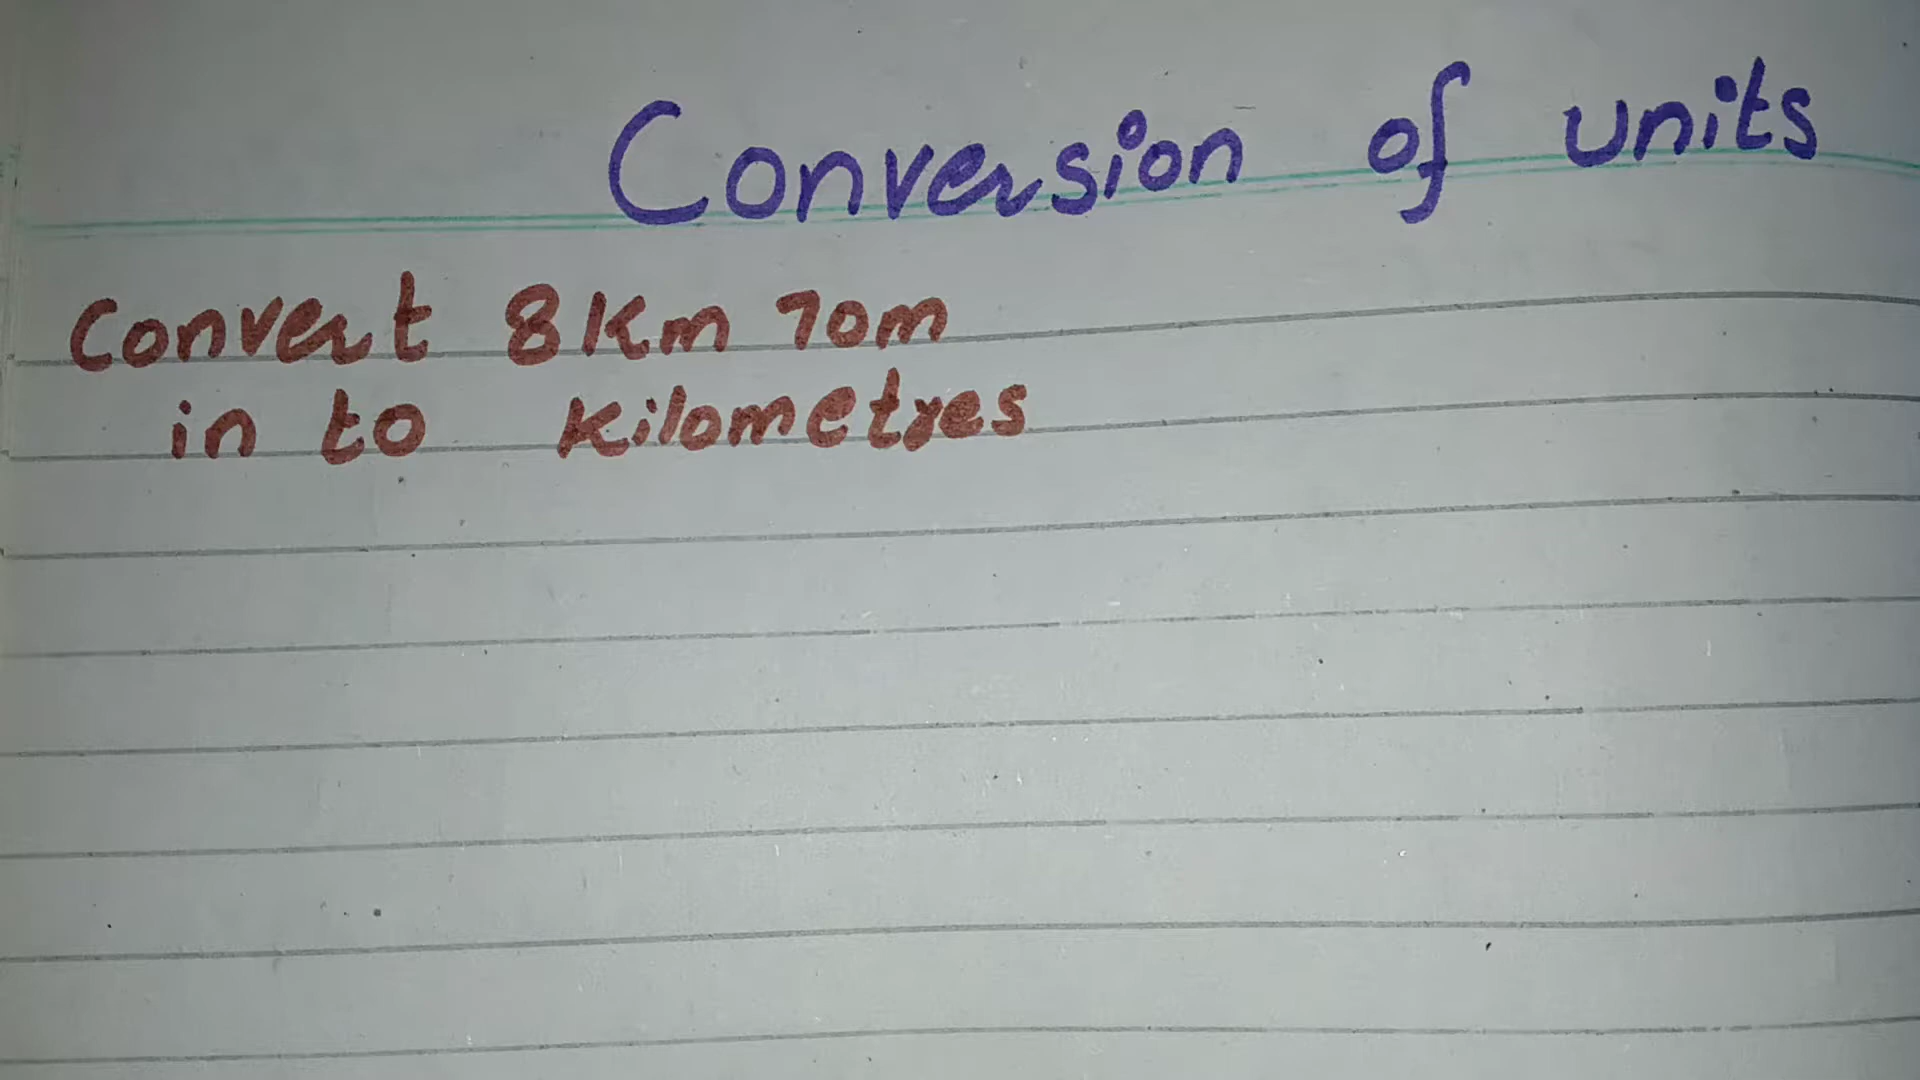 Conversion of units
Convert 8Km 70m
in to kilometres